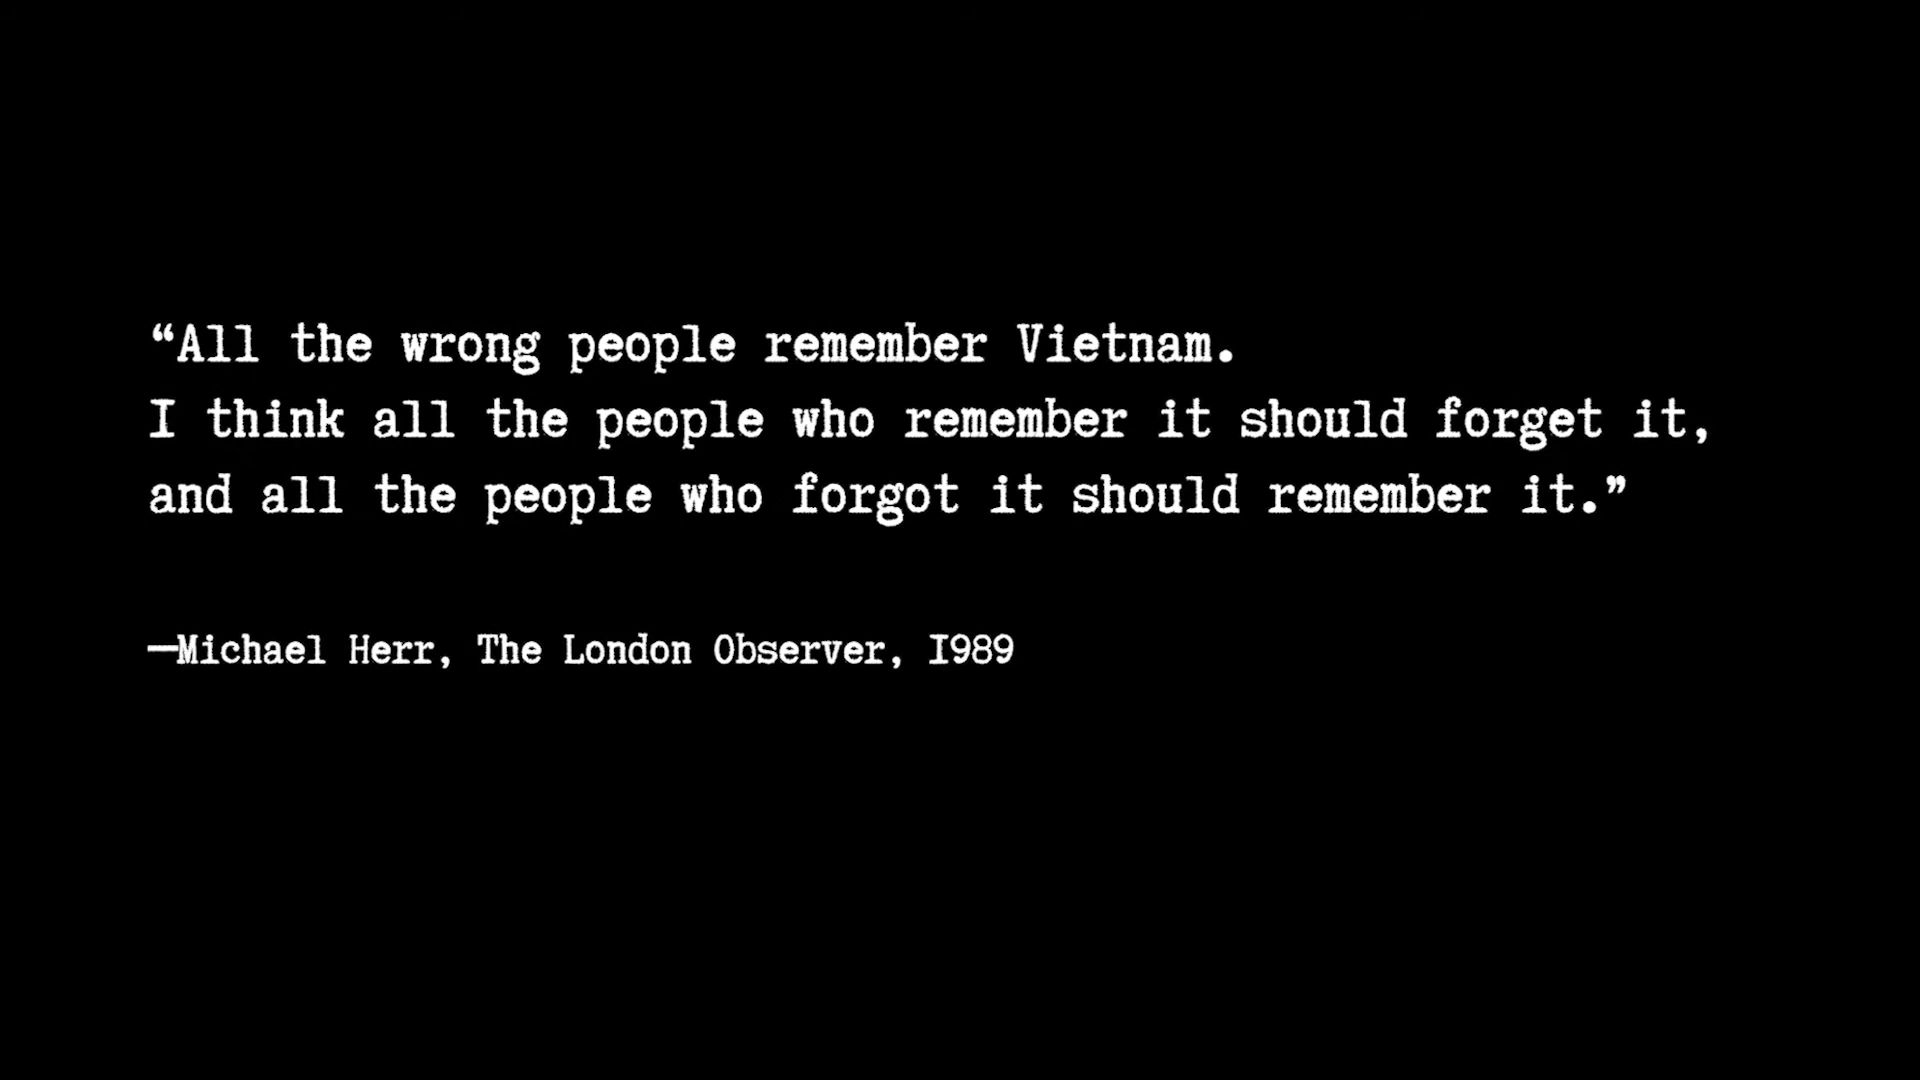 “All the wrong people remember Vietnam.
I think all the people who remember it should forget it,
and all the people who forgot it should remember it.”
—Michael Herr, The London Observer, 1989